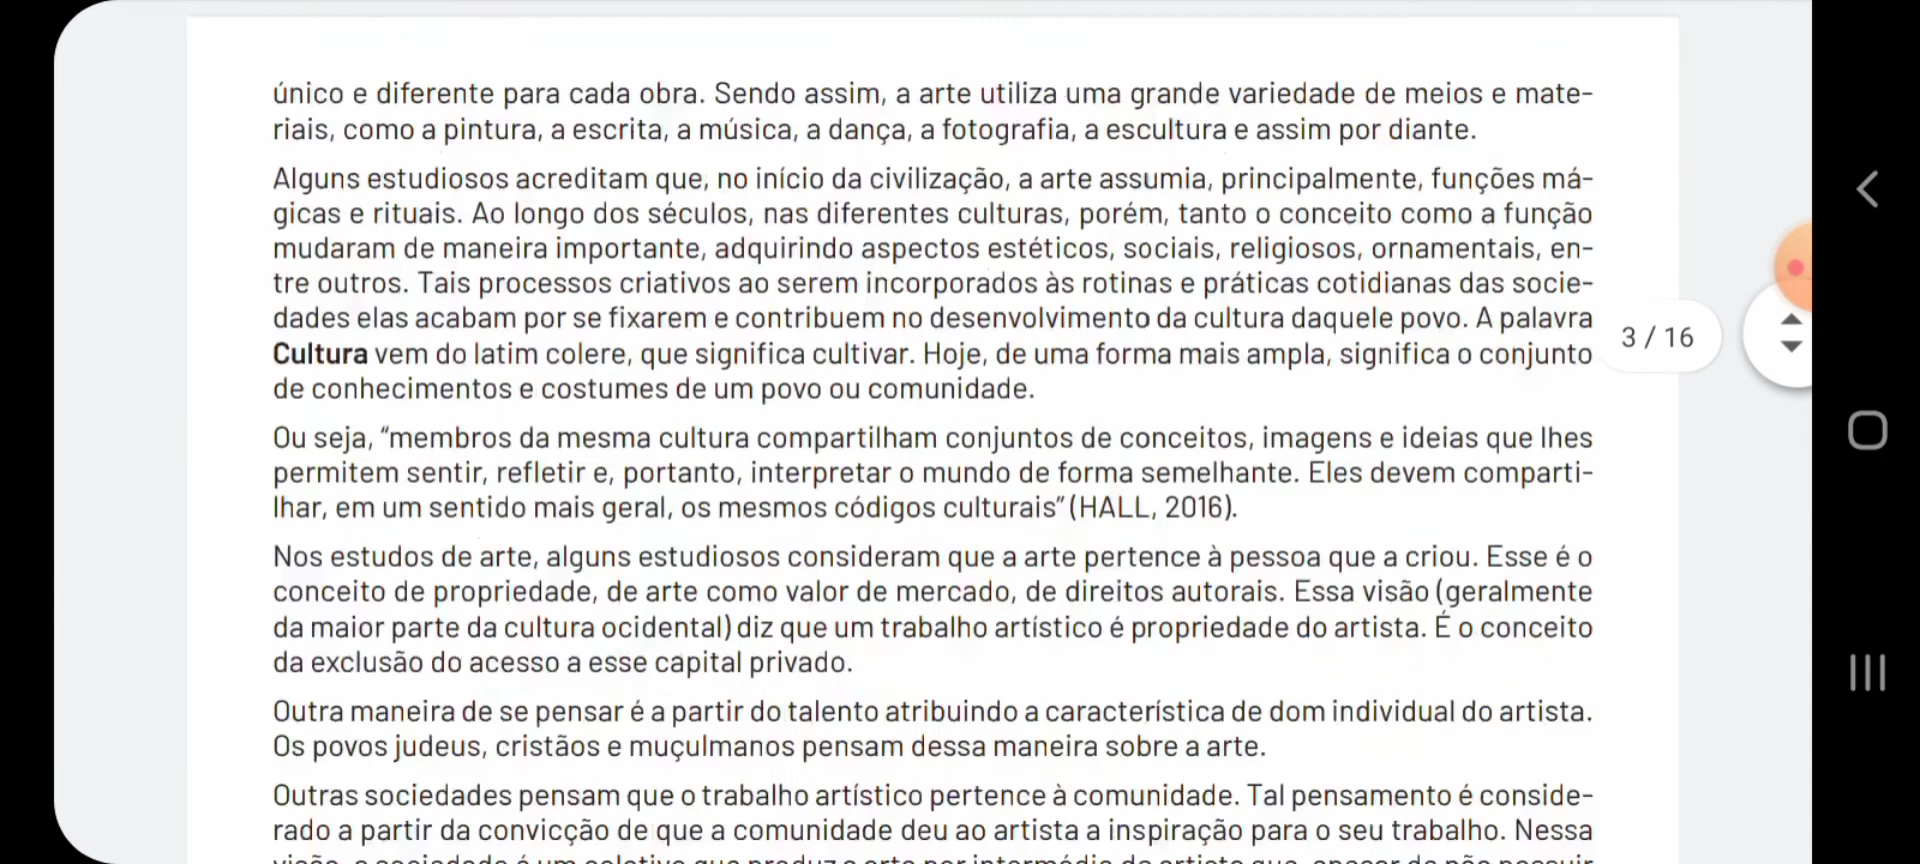 único e diferente para cada obra. Sendo assim, a arte utiliza uma grande variedade de meios e mate-
riais, como a pintura, a escrita, a música, a dança, a fotografia, a escultura e assim por diante.
Alguns estudiosos acreditam que, no início da civilização, a arte assumia, principalmente, funções má-
gicas e rituais. Ao longo dos séculos, nas diferentes culturas, porém, tanto o conceito como a função
mudaram de maneira importante, adquirindo aspectos estéticos, sociais, religiosos, ornamentais, en-
tre outros. Tais processos criativos ao serem incorporados às rotinas e práticas cotidianas das socie-
dades elas acabam por se fixarem e contribuem no desenvolvimento da cultura daquele povo. A palavra
Cultura vem do latim colere, que significa cultivar. Hoje, de uma forma mais ampla, significa o conjunto
de conhecimentos e costumes de um povo ou comunidade.
3 / 16
Ou seja, “membros da mesma cultura compartilham conjuntos de conceitos, imagens e ideias que lhes
permitem sentir, refletir e, portanto, interpretar o mundo de forma semelhante. Eles devem comparti-
lhar, em um sentido mais geral, os mesmos códigos culturais” (HALL, 2016).
Nos estudos de arte, alguns estudiosos consideram que a arte pertence à pessoa que a criou. Esse é o
conceito de propriedade, de arte como valor de mercado, de direitos autorais. Essa visão (geralmente
da maior parte da cultura ocidental) diz que um trabalho artístico é propriedade do artista. É o conceito
da exclusão do acesso a esse capital privado.
Outra maneira de se pensar é a partir do talento atribuindo a característica de dom individual do artista.
Os povos judeus, cristãos e muçulmanos pensam dessa maneira sobre a arte.
Outras sociedades pensam que o trabalho artístico pertence à comunidade. Tal pensamento é conside-
rado a partir da convicção de que a comunidade deu ao artista a inspiração para o seu trabalho. Nessa